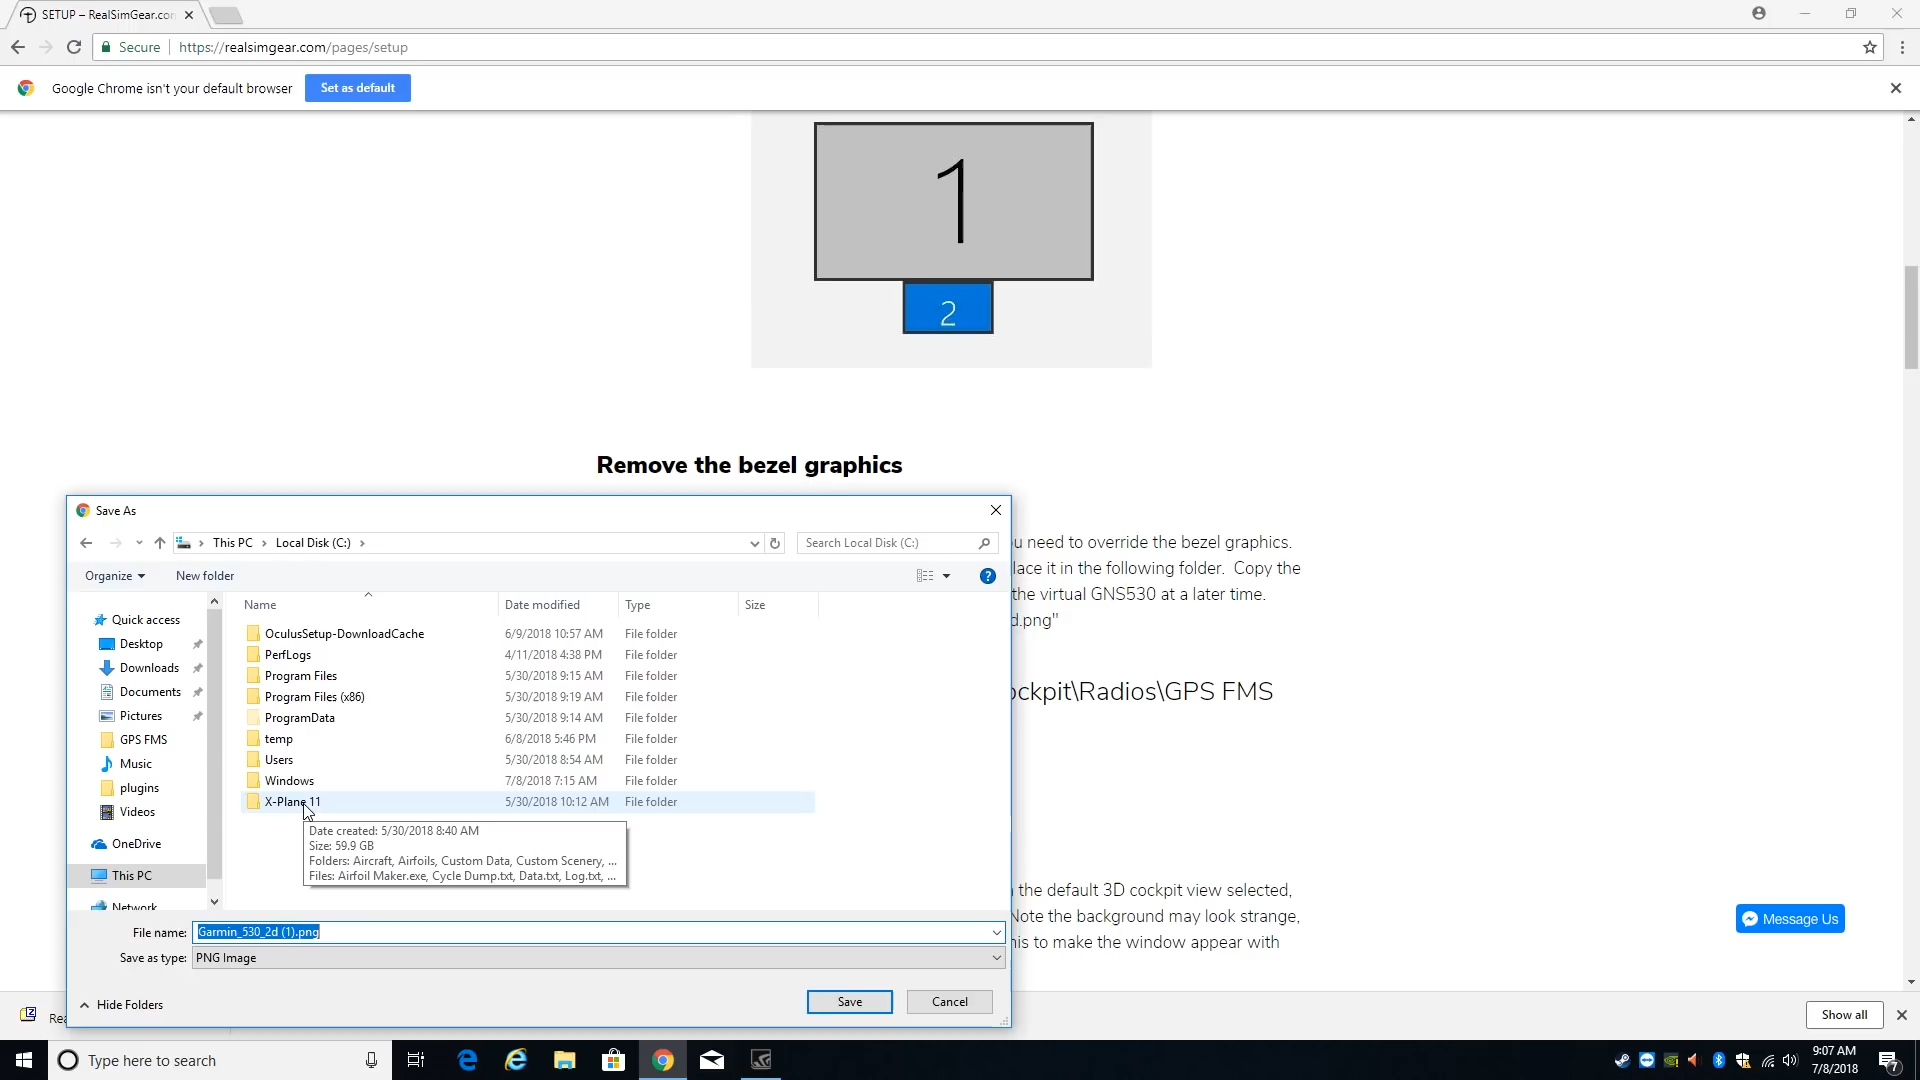 SETUP – RealSimGear.com
Secure
https://realsimgear.com/pages/setup
Google Chrome isn't your default browser
Set as default
1
2
Remove the bezel graphics
u need to override the bezel graphics.
lace it in the following folder. Copy the
the virtual GNS530 at a later time.
d.png"
ockpit\Radios\GPS FMS
the default 3D cockpit view selected,
Note the background may look strange,
his to make the window appear with
Message Us
Save As
This PC
Local Disk (C:)
Search Local Disk (C:)
Organize
New folder
Name
Date modified
Type
Size
Quick access
Desktop
Downloads
Documents
Pictures
GPS FMS
Music
plugins
Videos
OneDrive
This PC
Network
OculusSetup-DownloadCache 6/9/2018 10:57 AM File folder
PerfLogs 4/11/2018 4:38 PM File folder
Program Files 5/30/2018 9:15 AM File folder
Program Files (x86) 5/30/2018 9:19 AM File folder
ProgramData 5/30/2018 9:14 AM File folder
temp 6/8/2018 5:46 PM File folder
Users 5/30/2018 8:54 AM File folder
Windows 7/8/2018 7:15 AM File folder
X-Plane 11 5/30/2018 10:12 AM File folder
Date created: 5/30/2018 8:40 AM
Size: 59.9 GB
Folders: Aircraft, Airfoils, Custom Data, Custom Scenery, ...
Files: Airfoil Maker.exe, Cycle Dump.txt, Data.txt, Log.txt, ...
File name: Garmin_530_2d (1).png
Save as type: PNG Image
Hide Folders
Save
Cancel
Rea
Show all
Type here to search
9:07 AM
7/8/2018
7